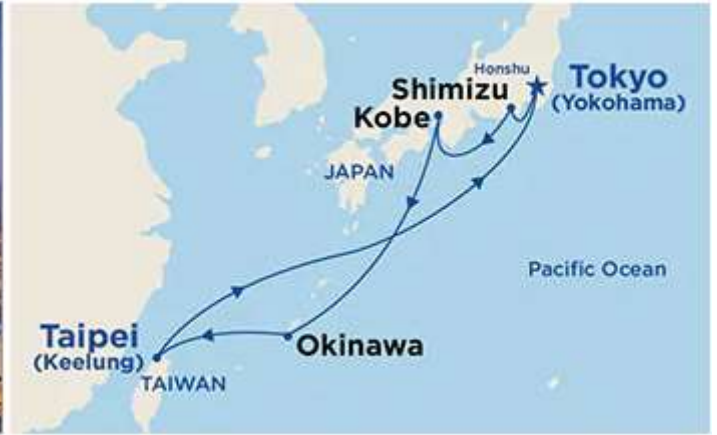 Honshu
Tokyo
(Yokohama)
Shimizu
Kobe
JAPAN
Pacific Ocean
Taipei
(Keelung)
Okinawa
TAIWAN